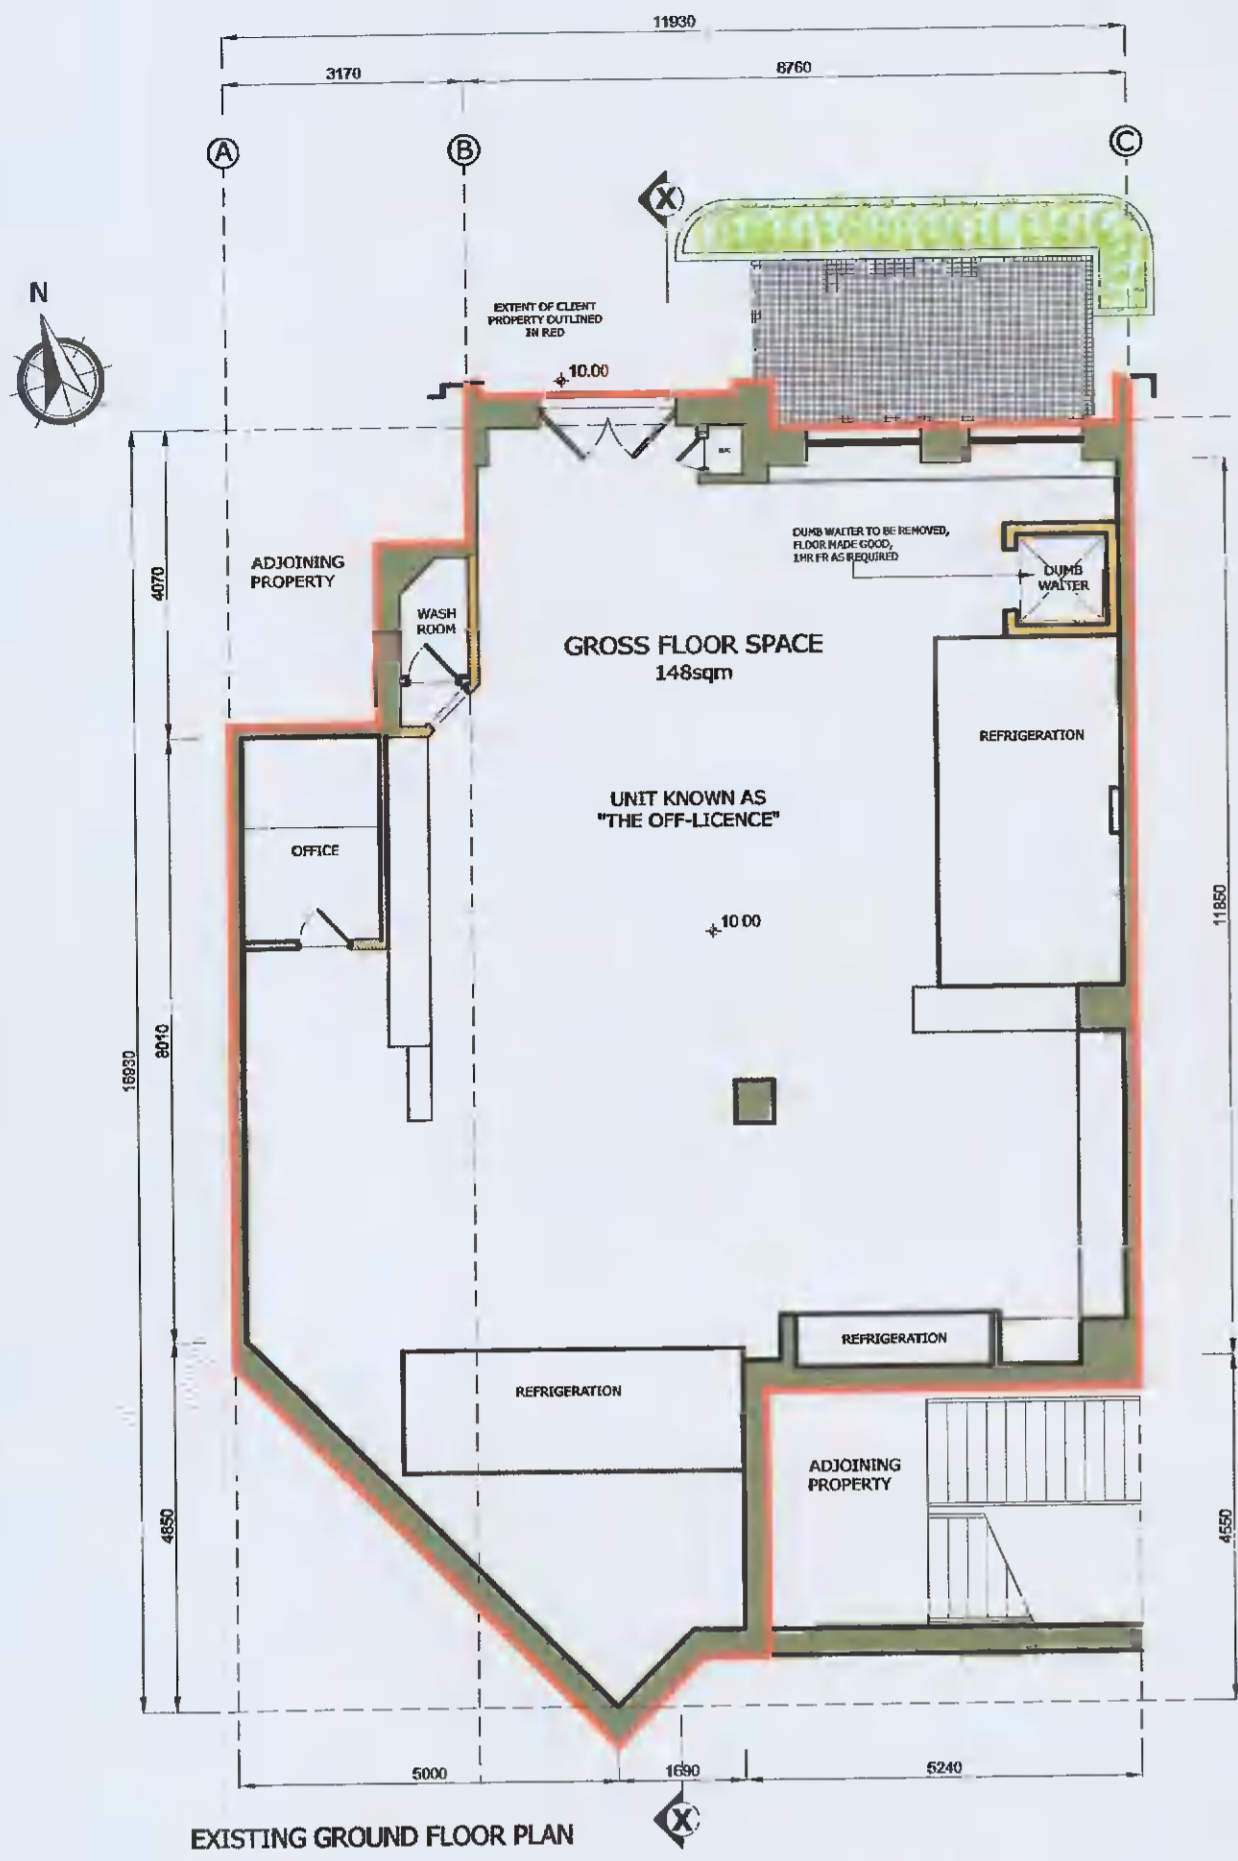 11930
3170
8760
A
B
C
X
N
EXTENT OF CLIENT
PROPERTY OUTLINED
IN RED
10.00
DUMB WAITER TO BE REMOVED,
FLOOR MADE GOOD,
1HR FR AS REQUIRED
DUMB
WAITER
ADJOINING
PROPERTY
4070
WASH
ROOM
GROSS FLOOR SPACE
148sqm
REFRIGERATION
UNIT KNOWN AS
"THE OFF-LICENCE"
OFFICE
10 00
11850
16930
8010
REFRIGERATION
REFRIGERATION
ADJOINING
PROPERTY
4850
4550
5000
1690
5240
X
EXISTING GROUND FLOOR PLAN